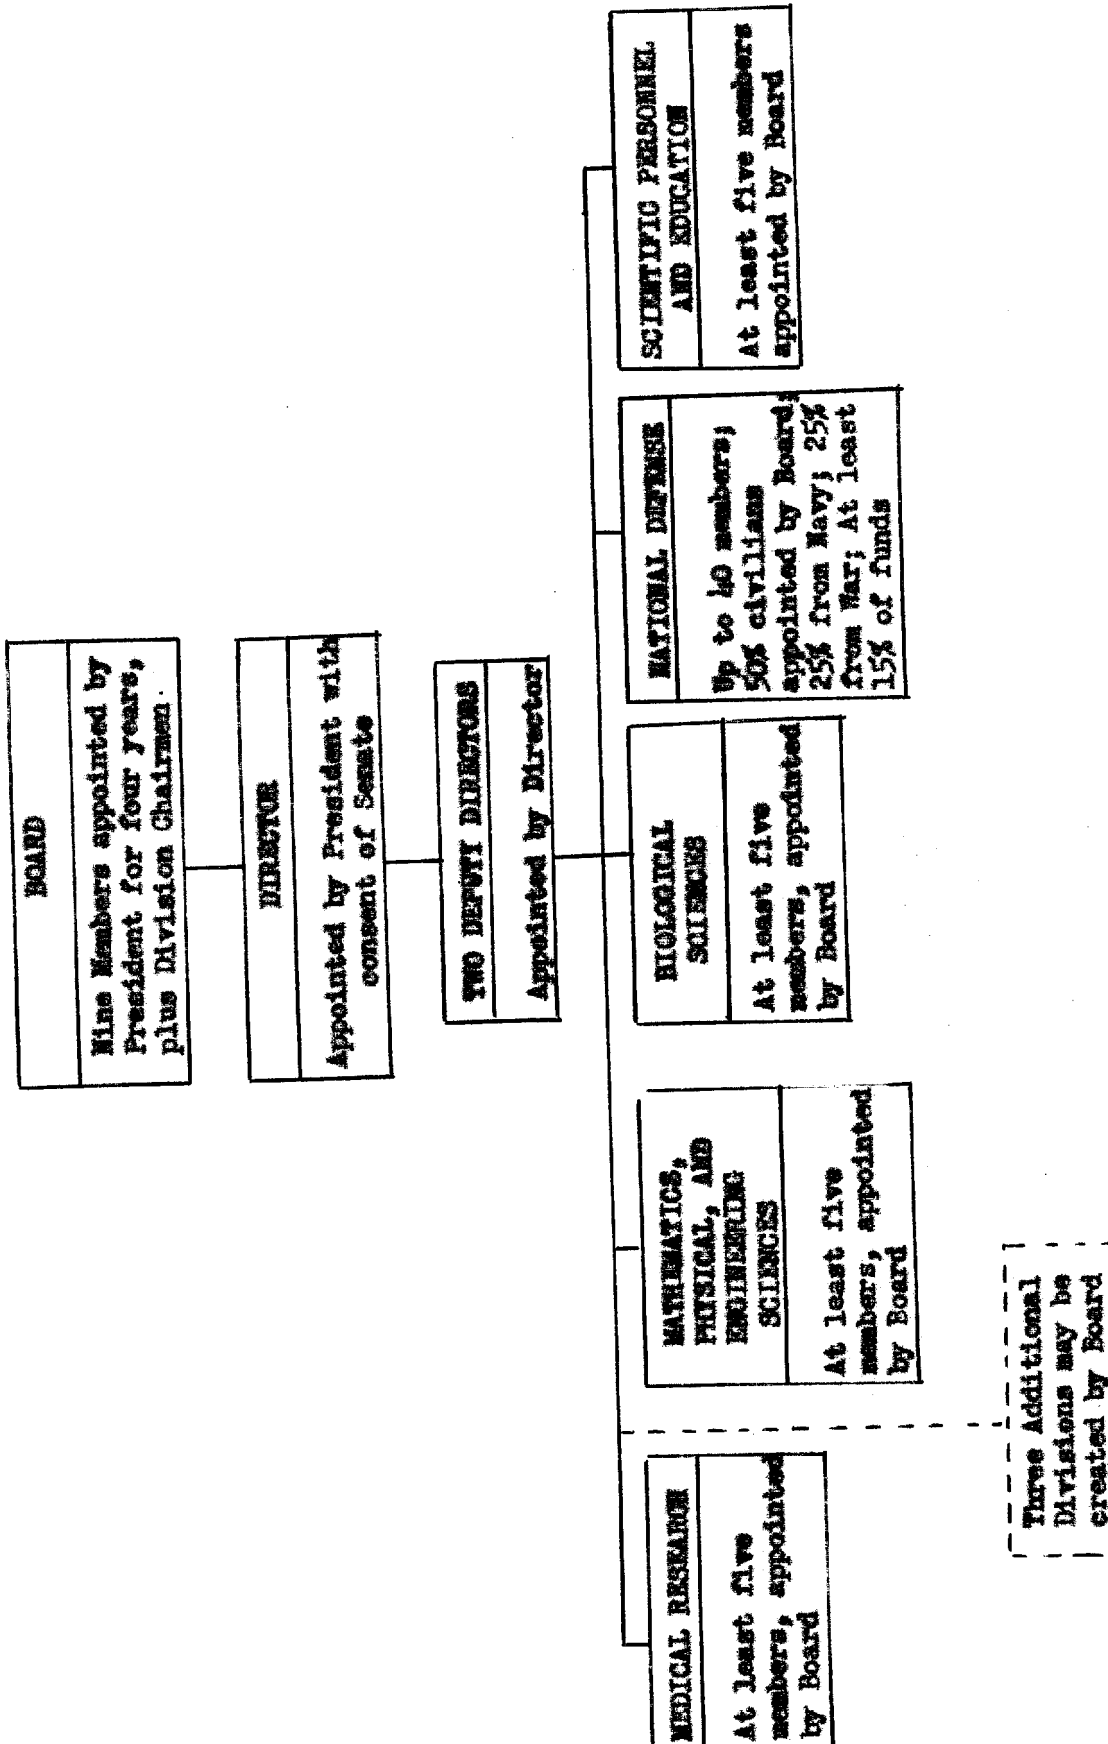 BOARD
Nine Members appointed by
President for four years,
plus Division Chairmen.
DIRECTOR
Appointed by President with
consent of Senate
TWO DEPUTY DIRECTORS
Appointed by Director
MEDICAL RESEARCH
At least five
members, appointed
by Board
MATHEMATICS,
PHYSICAL, AND
ENGINEERING
SCIENCES
At least five
members, appointed
by Board
BIOLOGICAL
SCIENCES
At least five
members, appointed
by Board
NATIONAL DEFENSE
Up to 40 members;
50% civilians
appointed by Board;
25% from Navy; 25%
from War; At least
15% of funds
SCIENTIFIC PERSONNEL
AND EDUCATION
At least five members
appointed by Board
Three Additional
Divisions may be
created by Board